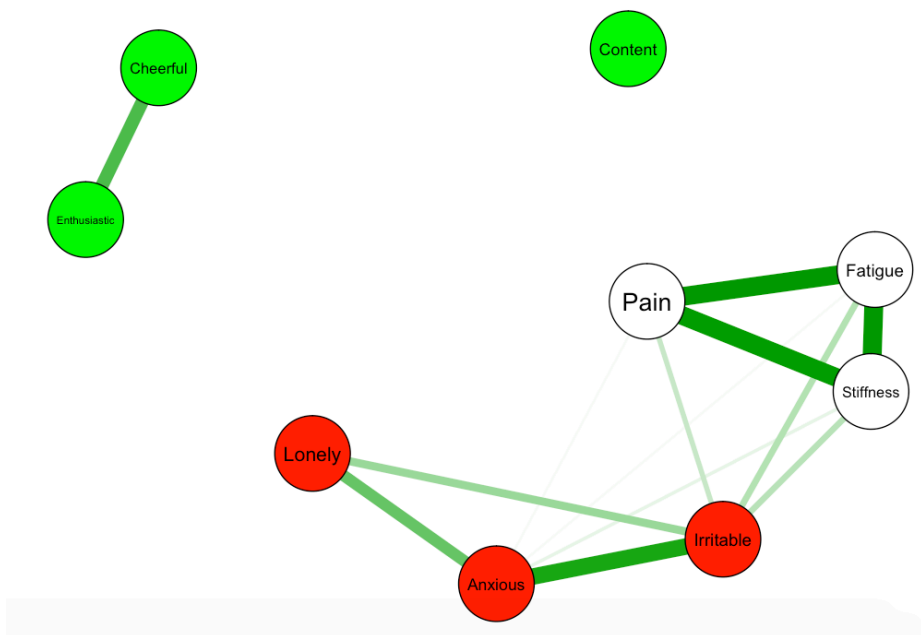 Content
Cheerful
Enthusiastic
Fatigue
Pain
Stiffness
Lonely
Irritable
Anxious